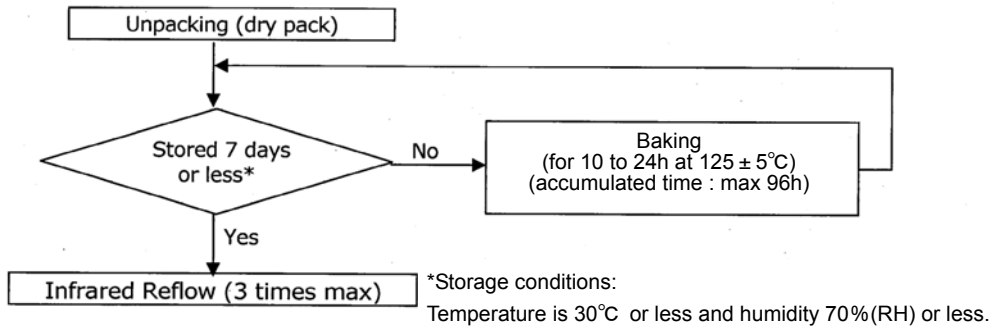 Unpacking (dry pack)
Stored 7 days
or less*
No
Baking
(for 10 to 24h at 125 ± 5℃)
(accumulated time : max 96h)
Yes
Infrared Reflow (3 times max)
*Storage conditions:
Temperature is 30℃ or less and humidity 70%(RH) or less.